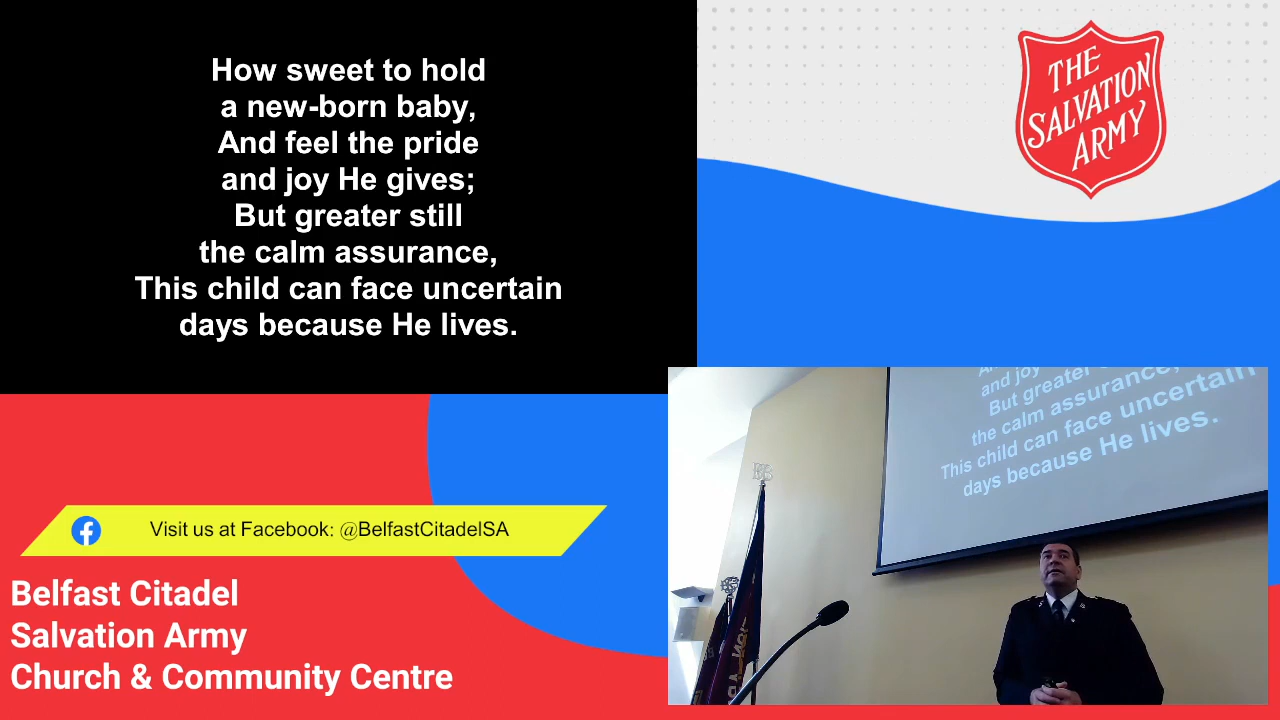 How sweet to hold
a new-born baby,
And feel the pride
and joy He gives;
But greater still
the calm assurance,
This child can face uncertain
days because He lives.
THE
SALVATION
ARMY
and joy
But greater
the calm assurance,
This child can face uncertain
days because He lives.
Visit us at Facebook: @BelfastCitadelSA
Belfast Citadel
Salvation Army
Church & Community Centre